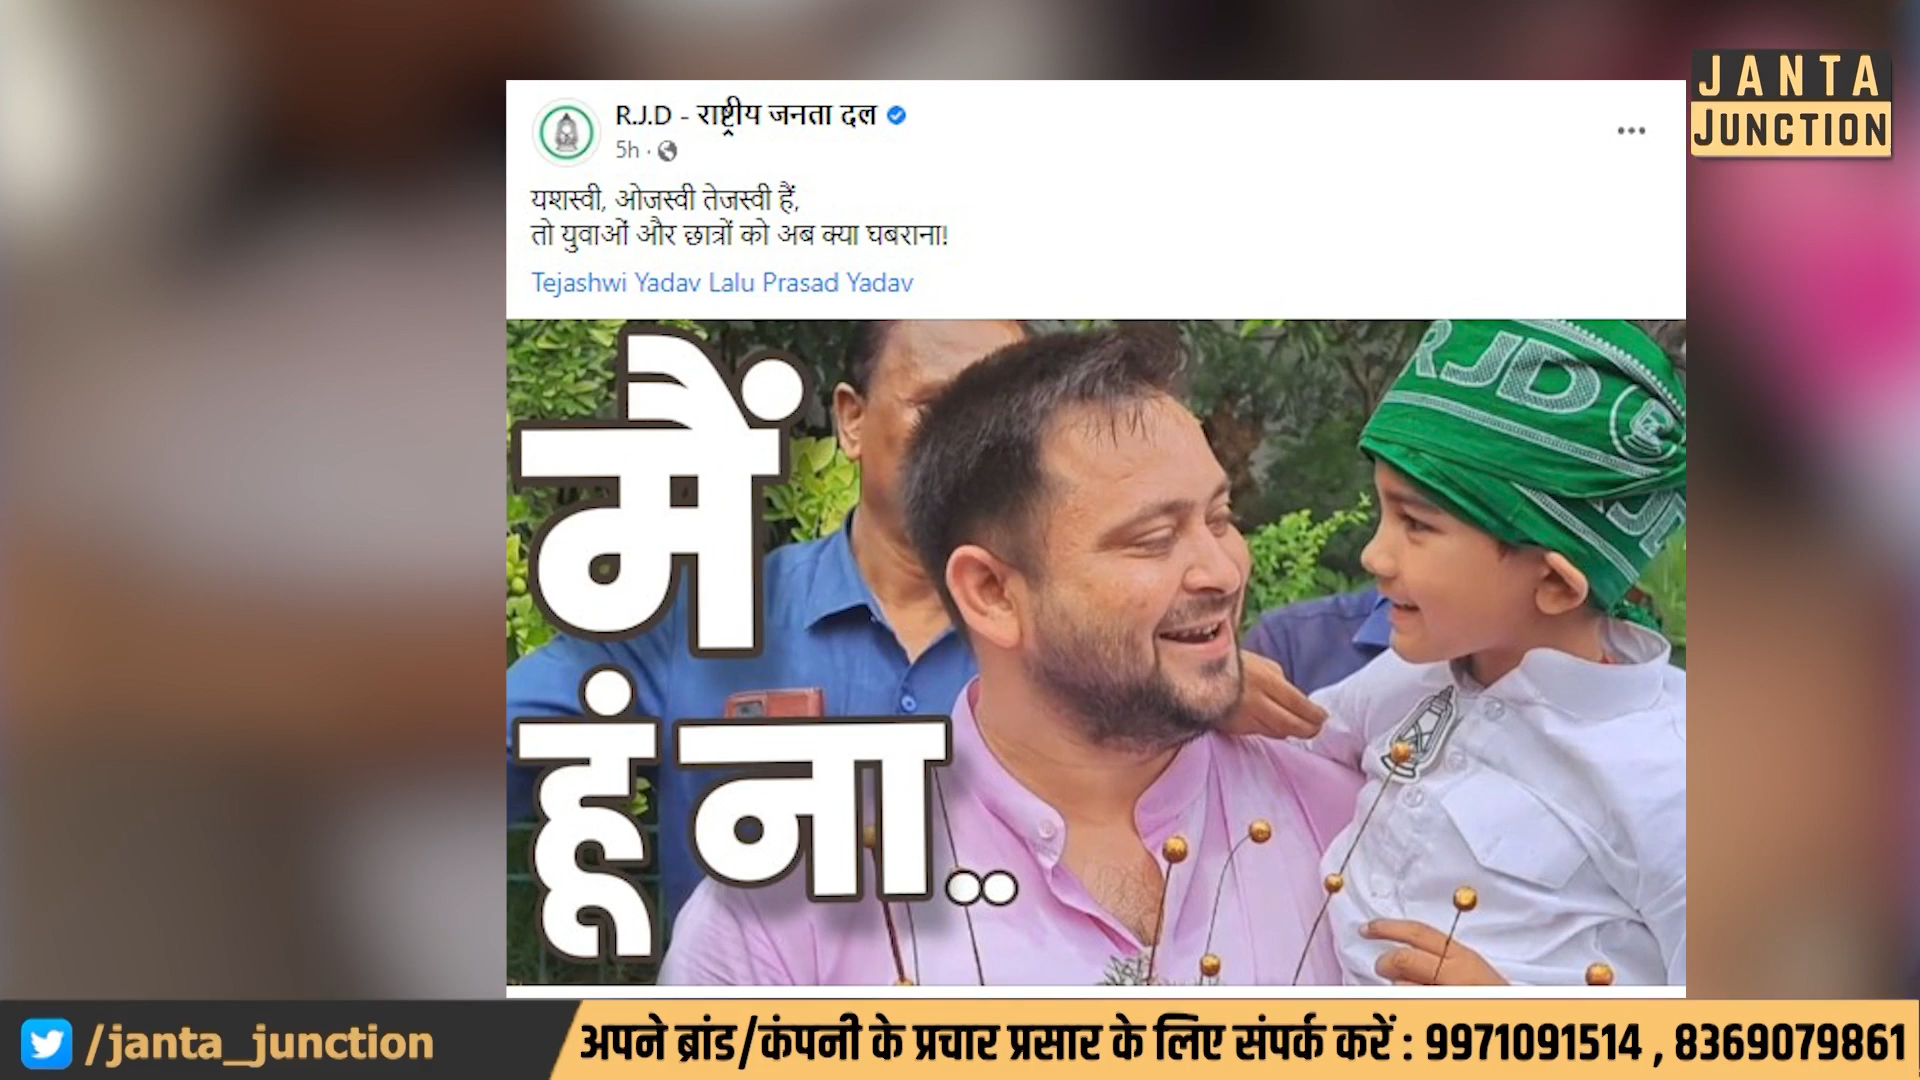 JANTA
JUNCTION
R.J.D - राष्ट्रीय जनता दल
5h ·
यशस्वी, ओजस्वी तेजस्वी हैं,
तो युवाओं और छात्रों को अब क्या घबराना!
Tejashwi Yadav Lalu Prasad Yadav
RJD
मैं
हूं ना..
/janta_junction
अपने ब्रांड/कंपनी के प्रचार प्रसार के लिए संपर्क करें : 9971091514 , 8369079861